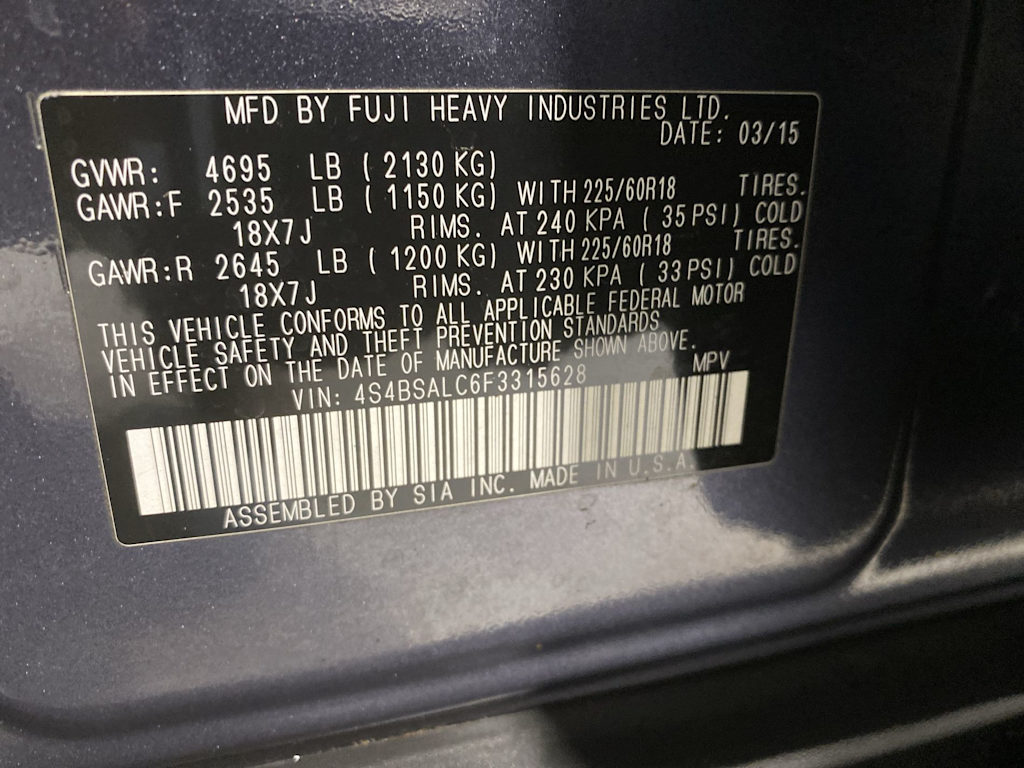 MFD BY FUJI HEAVY INDUSTRIES LTD.
DATE: 03/15
GVWR: 4695 LB ( 2130 KG)
GAWR:F 2535 LB ( 1150 KG) WITH 225/60R18 TIRES.
18X7J RIMS. AT 240 KPA ( 35 PSI) COLD
GAWR:R 2645 LB ( 1200 KG) WITH 225/60R18 TIRES.
18X7J RIMS. AT 230 KPA ( 33 PSI) COLD
THIS VEHICLE CONFORMS TO ALL APPLICABLE FEDERAL MOTOR
VEHICLE SAFETY AND THEFT PREVENTION STANDARDS
IN EFFECT ON THE DATE OF MANUFACTURE SHOWN ABOVE.
VIN: 4S4BSALC6F3315628 MPV
ASSEMBLED BY SIA INC. MADE IN U.S.A.